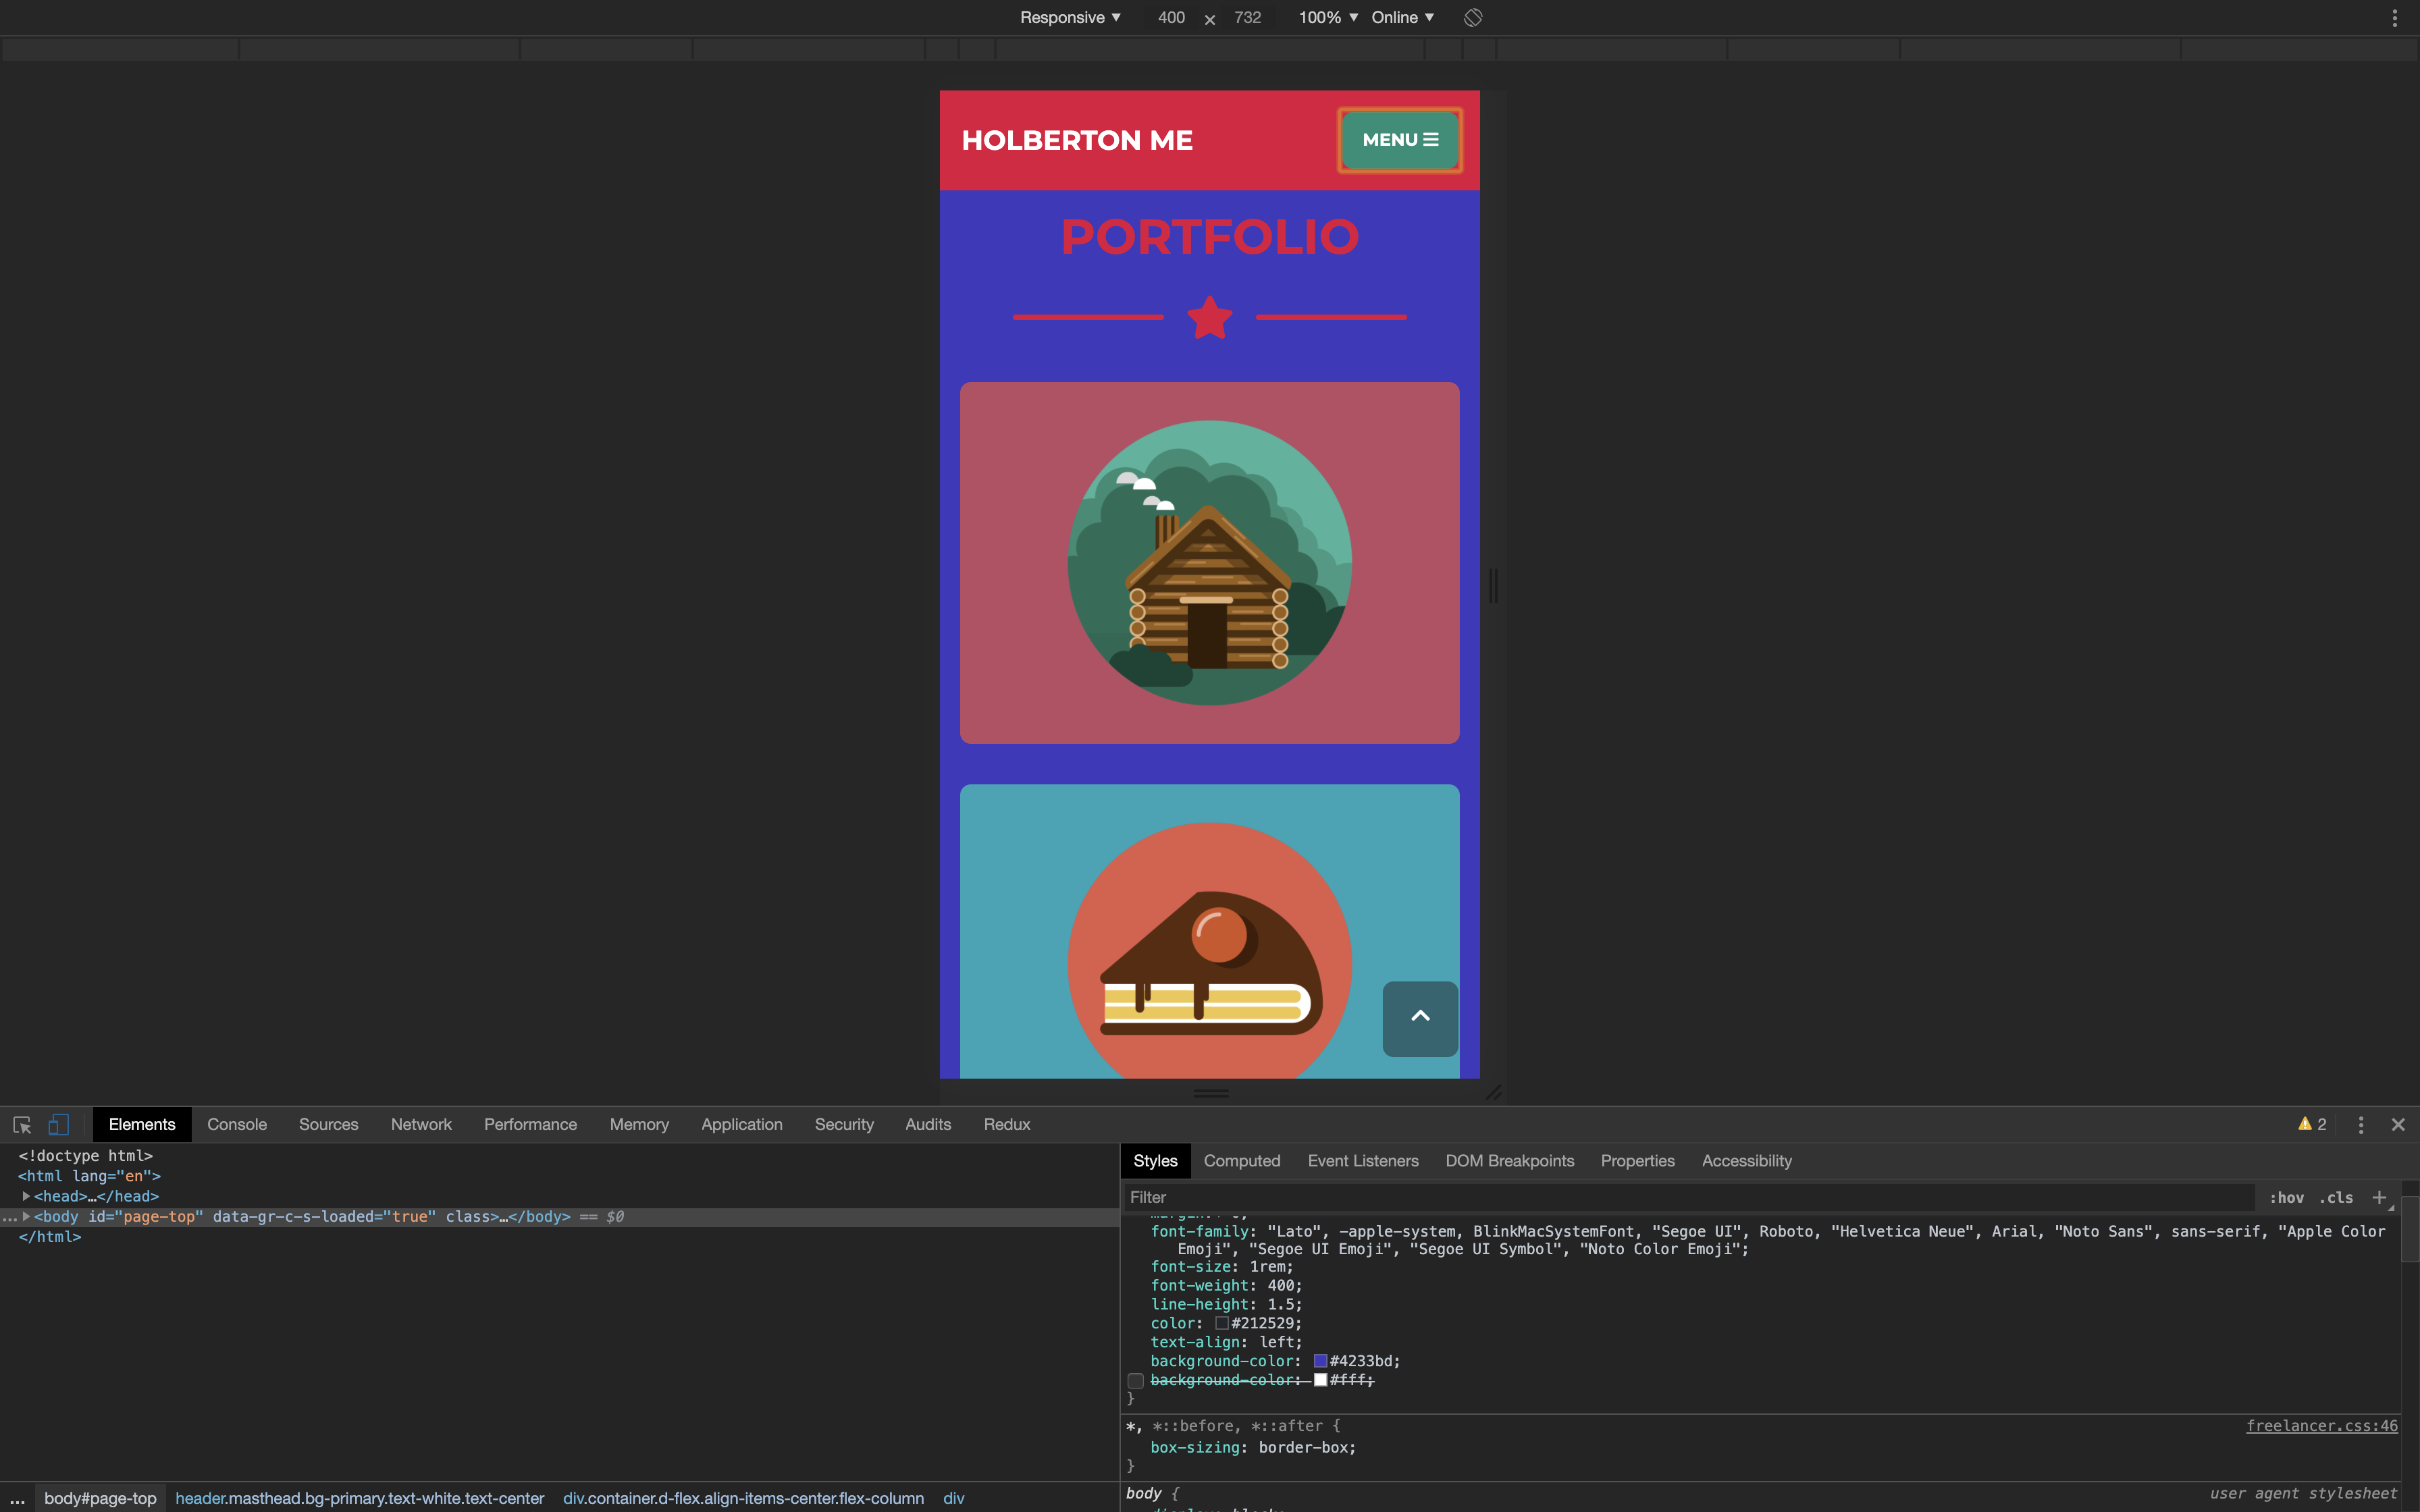 Responsive ▼ 400 × 732 100% ▼ Online ▼
HOLBERTON ME
MENU
PORTFOLIO
Elements Console Sources Network Performance Memory Application Security Audits Redux 2
<!doctype html>
<html lang="en">
<head>…</head>
<body id="page-top" data-gr-c-s-loaded="true" class>…</body> == $0
</html>
Styles Computed Event Listeners DOM Breakpoints Properties Accessibility
Filter :hov .cls +
font-family: "Lato", -apple-system, BlinkMacSystemFont, "Segoe UI", Roboto, "Helvetica Neue", Arial, "Noto Sans", sans-serif, "Apple Color
Emoji", "Segoe UI Emoji", "Segoe UI Symbol", "Noto Color Emoji";
font-size: 1rem;
font-weight: 400;
line-height: 1.5;
color: #212529;
text-align: left;
background-color: #4233bd;
background-color: #fff;
}
*, *::before, *::after { freelancer.css:46
box-sizing: border-box;
}
body { user agent stylesheet
... body#page-top header.masthead.bg-primary.text-white.text-center div.container.d-flex.align-items-center.flex-column div